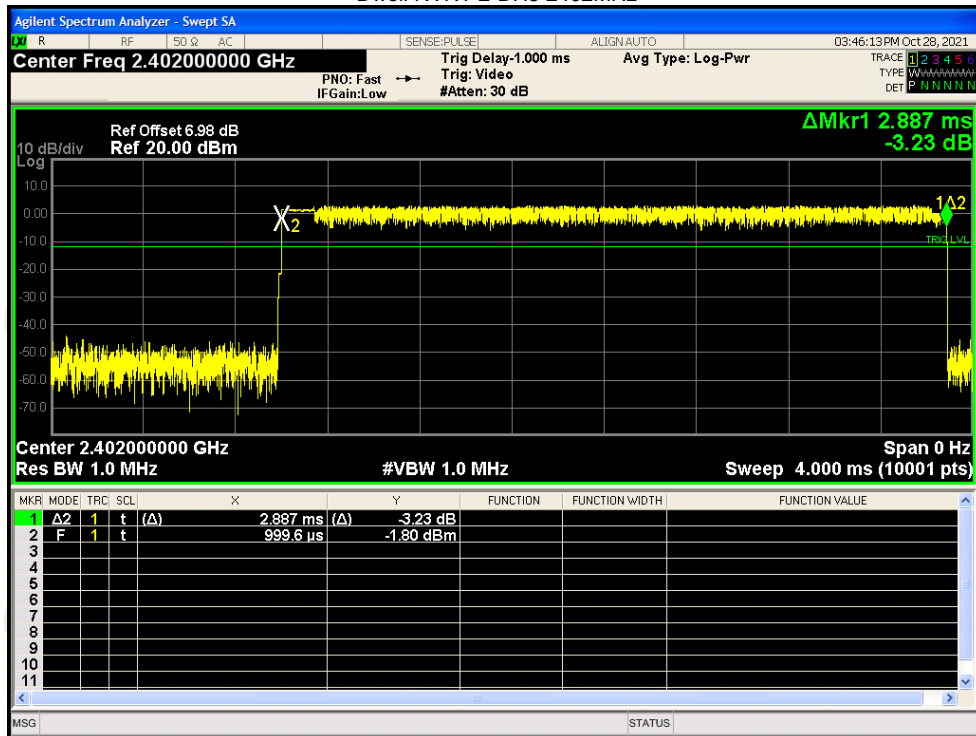 Agilent Spectrum Analyzer - Swept SA
LXI R RF 50 Ω AC SENSE:PULSE ALIGN AUTO 03:46:13 PM Oct 28, 2021
Center Freq 2.402000000 GHz
PNO: Fast
IFGain:Low
Trig Delay-1.000 ms
Trig: Video
#Atten: 30 dB
Avg Type: Log-Pwr
TRACE 1 2 3 4 5 6
TYPE WWWWWWW
DET P N N N N N
ΔMkr1 2.887 ms
-3.23 dB
Ref Offset 6.98 dB
10 dB/div Ref 20.00 dBm
Log
10.0
0.00
-10.0
-20.0
-30.0
-40.0
-50.0
-60.0
-70.0
X2
1Δ2
TRIG LVL
Center 2.402000000 GHz Span 0 Hz
Res BW 1.0 MHz #VBW 1.0 MHz Sweep 4.000 ms (10001 pts)
MKR MODE TRC SCL X Y FUNCTION FUNCTION WIDTH FUNCTION VALUE
1 Δ2 1 t (Δ) 2.887 ms (Δ) -3.23 dB
2 F 1 t 999.6 µs -1.80 dBm
3
4
5
6
7
8
9
10
11
MSG STATUS